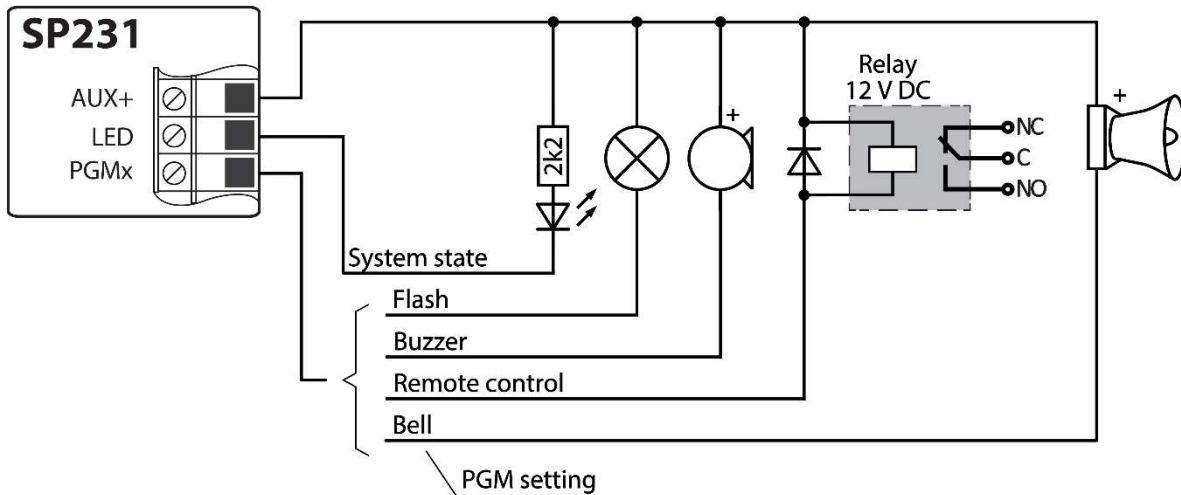 SP231
AUX+
LED
PGMx
2k2
+
Relay
12 V DC
NC
C
NO
+
System state
Flash
Buzzer
Remote control
Bell
PGM setting